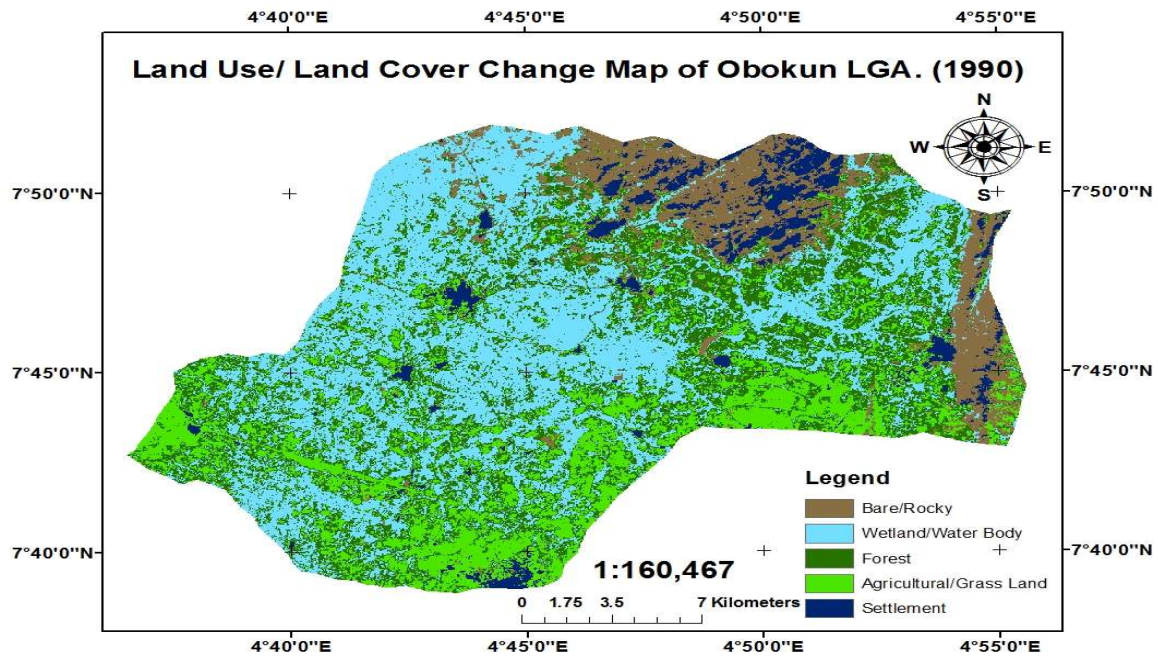 4°40'0"E 4°45'0"E 4°50'0"E 4°55'0"E
Land Use/ Land Cover Change Map of Obokun LGA. (1990)
N
W E
S
7°50'0"N 7°50'0"N
7°45'0"N 7°45'0"N
Legend
Bare/Rocky
Wetland/Water Body
Forest
Agricultural/Grass Land
Settlement
7°40'0"N 7°40'0"N
1:160,467
0 1.75 3.5 7 Kilometers
4°40'0"E 4°45'0"E 4°50'0"E 4°55'0"E